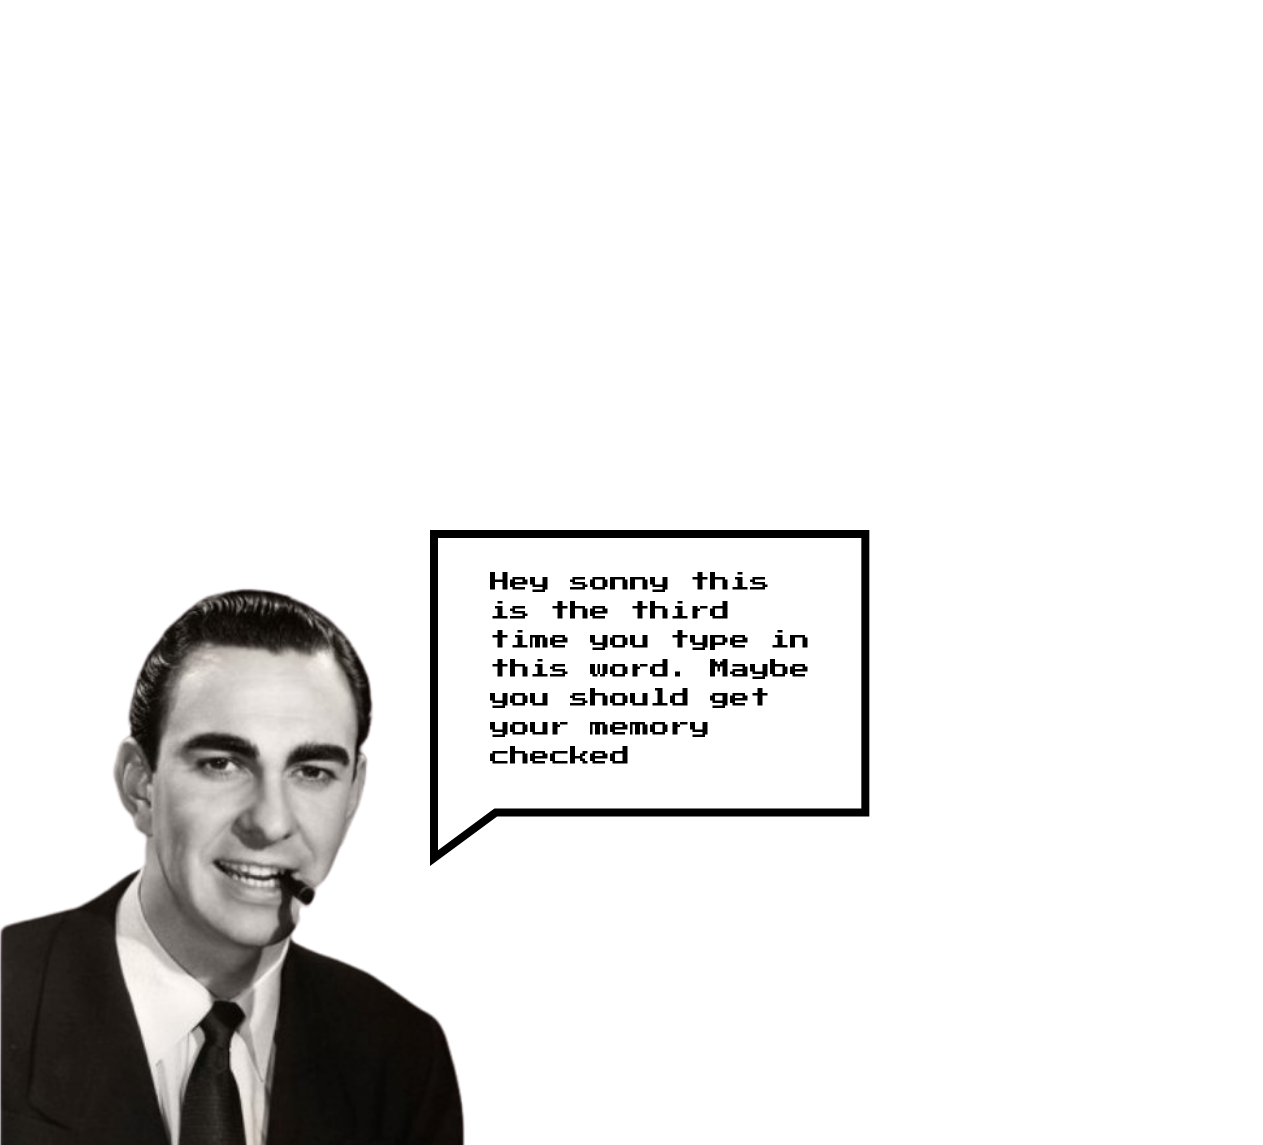 Hey sonny this
is the third
time you type in
this word. Maybe
you should get
your memory
checked